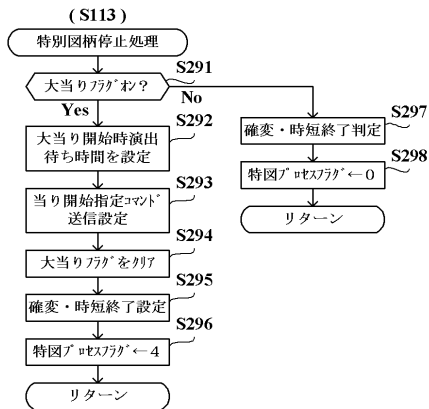 ( S113 )
特別図柄停止処理
S291
大当りﾌﾗｸﾞｵﾝ?
Yes
No
S292
大当り開始時演出
待ち時間を設定
S293
当り開始指定ｺﾏﾝﾄﾞ
送信設定
S294
大当りﾌﾗｸﾞをｸﾘｱ
S295
確変・時短終了設定
S296
特図ﾌﾟﾛｾｽﾌﾗｸﾞ←4
リターン
S297
確変・時短終了判定
S298
特図ﾌﾟﾛｾｽﾌﾗｸﾞ←0
リターン